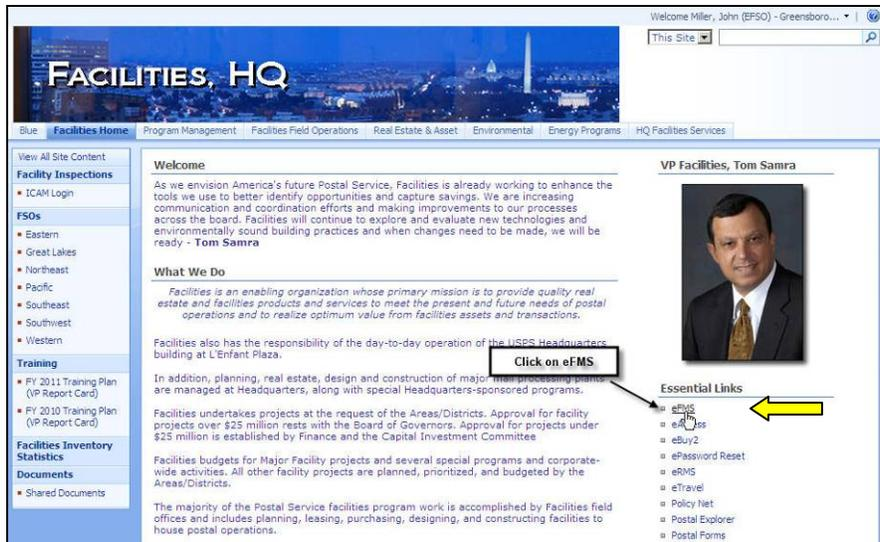 Welcome Miller, John (EFSO) - Greensboro...
This Site
FACILITIES, HQ
Blue Facilities Home Program Management Facilities Field Operations Real Estate & Asset Environmental Energy Programs HQ Facilities Services
View All Site Content
Facility Inspections
ICAM Login
FSOs
Eastern
Great Lakes
Northeast
Pacific
Southeast
Southwest
Western
Training
FY 2011 Training Plan
(VP Report Card)
FY 2010 Training Plan
(VP Report Card)
Facilities Inventory
Statistics
Documents
Shared Documents
Welcome
As we envision America's future Postal Service, Facilities is already working to enhance the
tools we use to better identify opportunities and capture savings. We are increasing
communication and coordination efforts and making improvements to our processes
across the board. Facilities will continue to explore and evaluate new technologies and
environmentally sound building practices and when changes need to be made, we will be
ready - Tom Samra
What We Do
Facilities is an enabling organization whose primary mission is to provide quality real
estate and facilities products and services to meet the present and future needs of postal
operations and to realize optimum value from facilities assets and transactions.
Facilities also has the responsibility of the day-to-day operation of the USPS Headquarters
building at L'Enfant Plaza.
Click on eFMS
In addition, planning, real estate, design and construction of major mail processing plants
are managed at Headquarters, along with special Headquarters-sponsored programs.
Facilities undertakes projects at the request of the Areas/Districts. Approval for facility
projects over $25 million rests with the Board of Governors. Approval for projects under
$25 million is established by Finance and the Capital Investment Committee
Facilities budgets for Major Facility projects and several special programs and corporate-
wide activities. All other facility projects are planned, prioritized, and budgeted by the
Areas/Districts.
The majority of the Postal Service facilities program work is accomplished by Facilities field
offices and includes planning, leasing, purchasing, designing, and constructing facilities to
house postal operations.
VP Facilities, Tom Samra
Essential Links
eFMS
eBuy2
ePassword Reset
eRMS
eTravel
Policy Net
Postal Explorer
Postal Forms